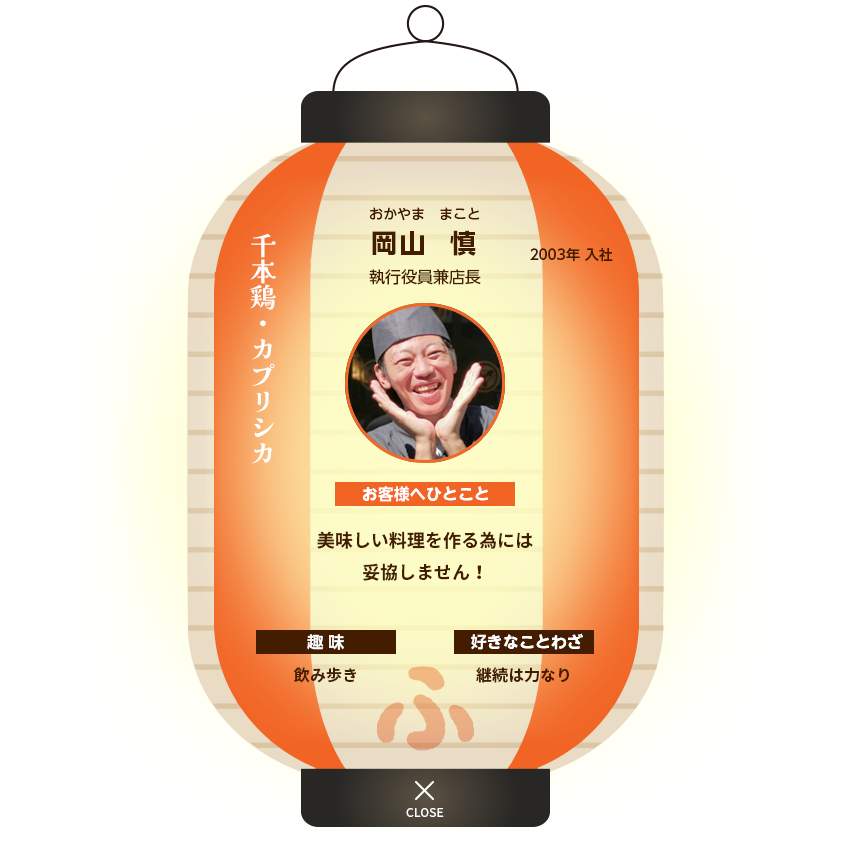 千本鶏・カプリシカ
おかやま　まこと
岡山　慎
執行役員兼店長
2003年 入社
お客様へひとこと
美味しい料理を作る為には
妥協しません！
趣 味
飲み歩き
好きなことわざ
継続は力なり
ふ
CLOSE